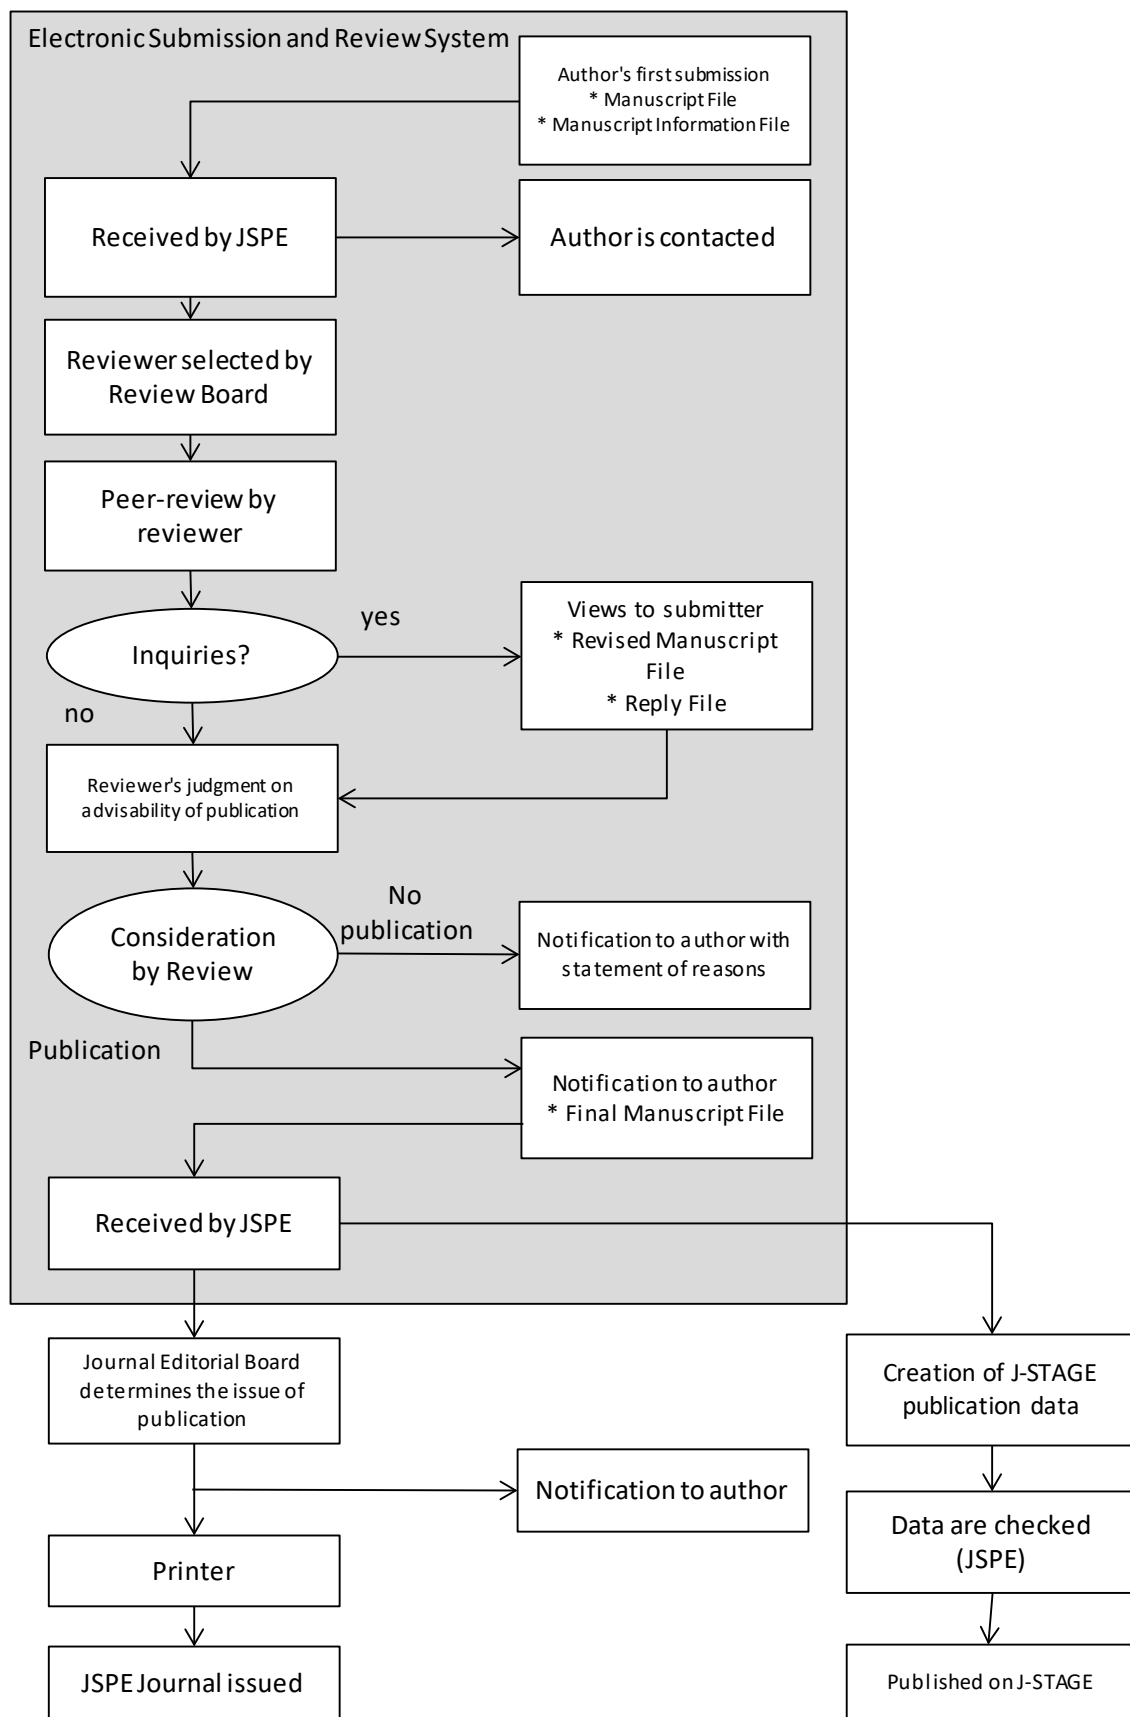 Electronic Submission and Review System
Author's first submission
* Manuscript File
* Manuscript Information File
Received by JSPE
Author is contacted
Reviewer selected by
Review Board
Peer-review by
reviewer
Inquiries?
yes
Views to submitter
* Revised Manuscript
File
* Reply File
no
Reviewer's judgment on
advisability of publication
Consideration
by Review
No
publication
Notification to author with
statement of reasons
Publication
Notification to author
* Final Manuscript File
Received by JSPE
Journal Editorial Board
determines the issue of
publication
Creation of J-STAGE
publication data
Notification to author
Data are checked
(JSPE)
Printer
JSPE Journal issued
Published on J-STAGE